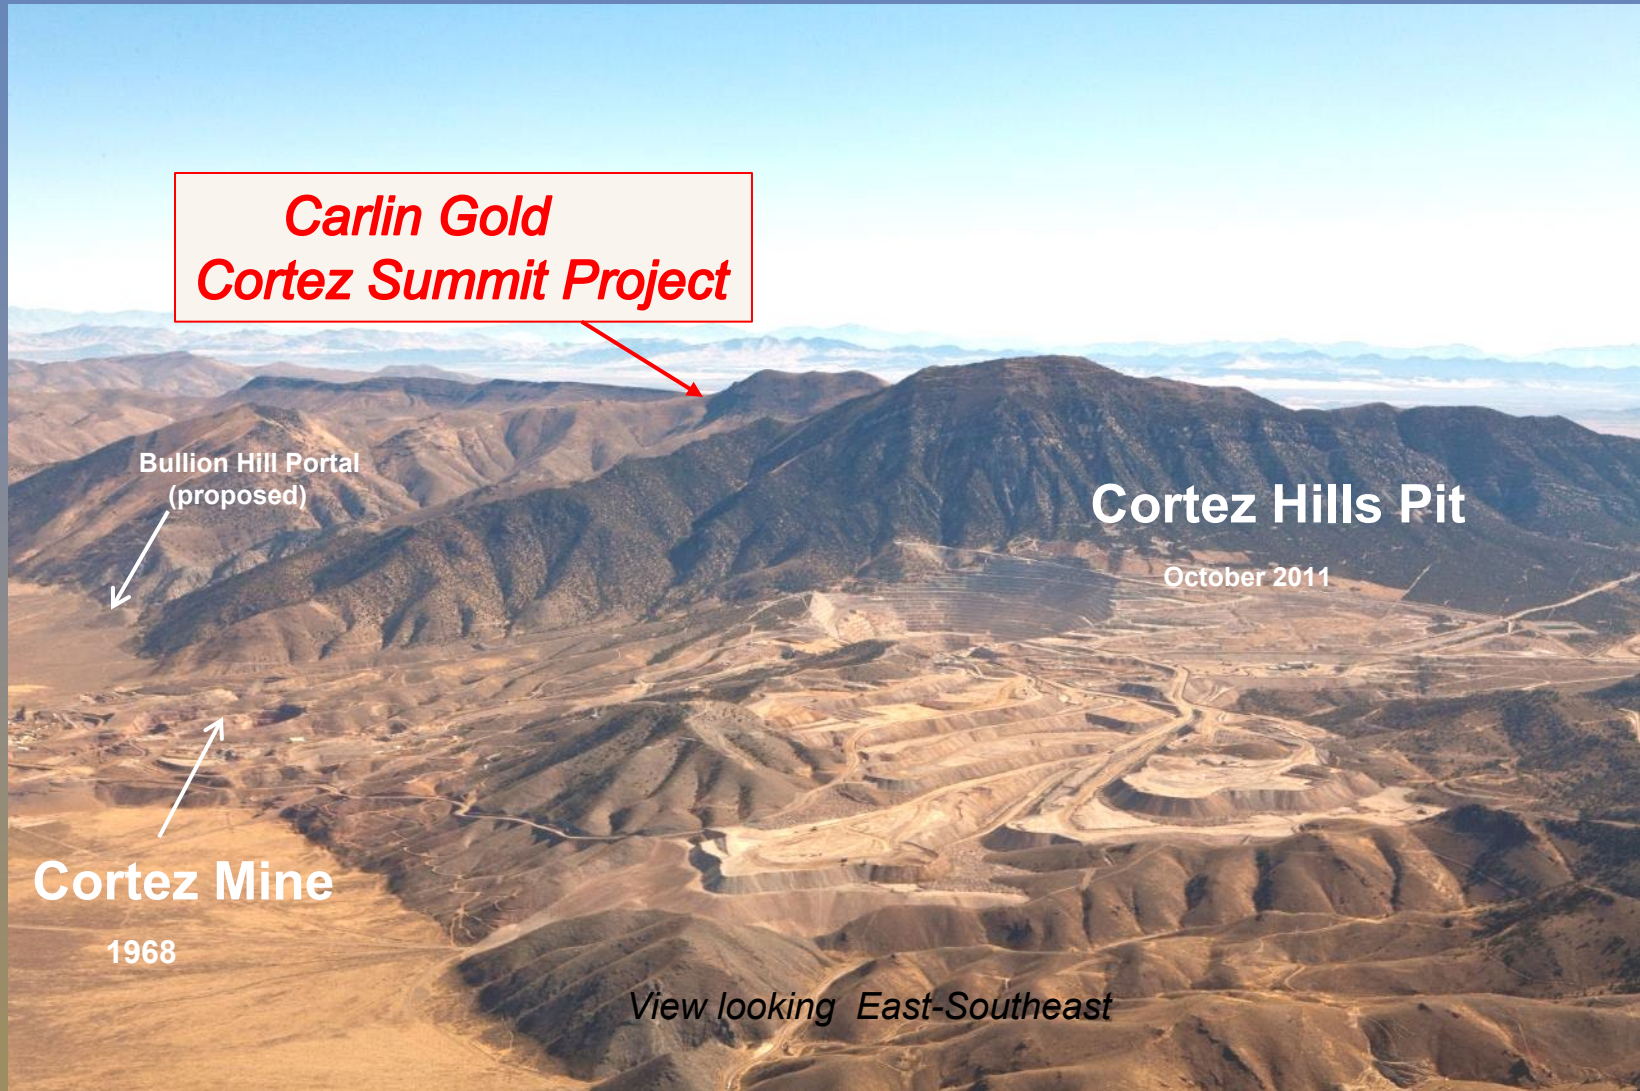 Carlin Gold
Cortez Summit Project
Bullion Hill Portal
(proposed)
Cortez Hills Pit
October 2011
Cortez Mine
1968
View looking East-Southeast